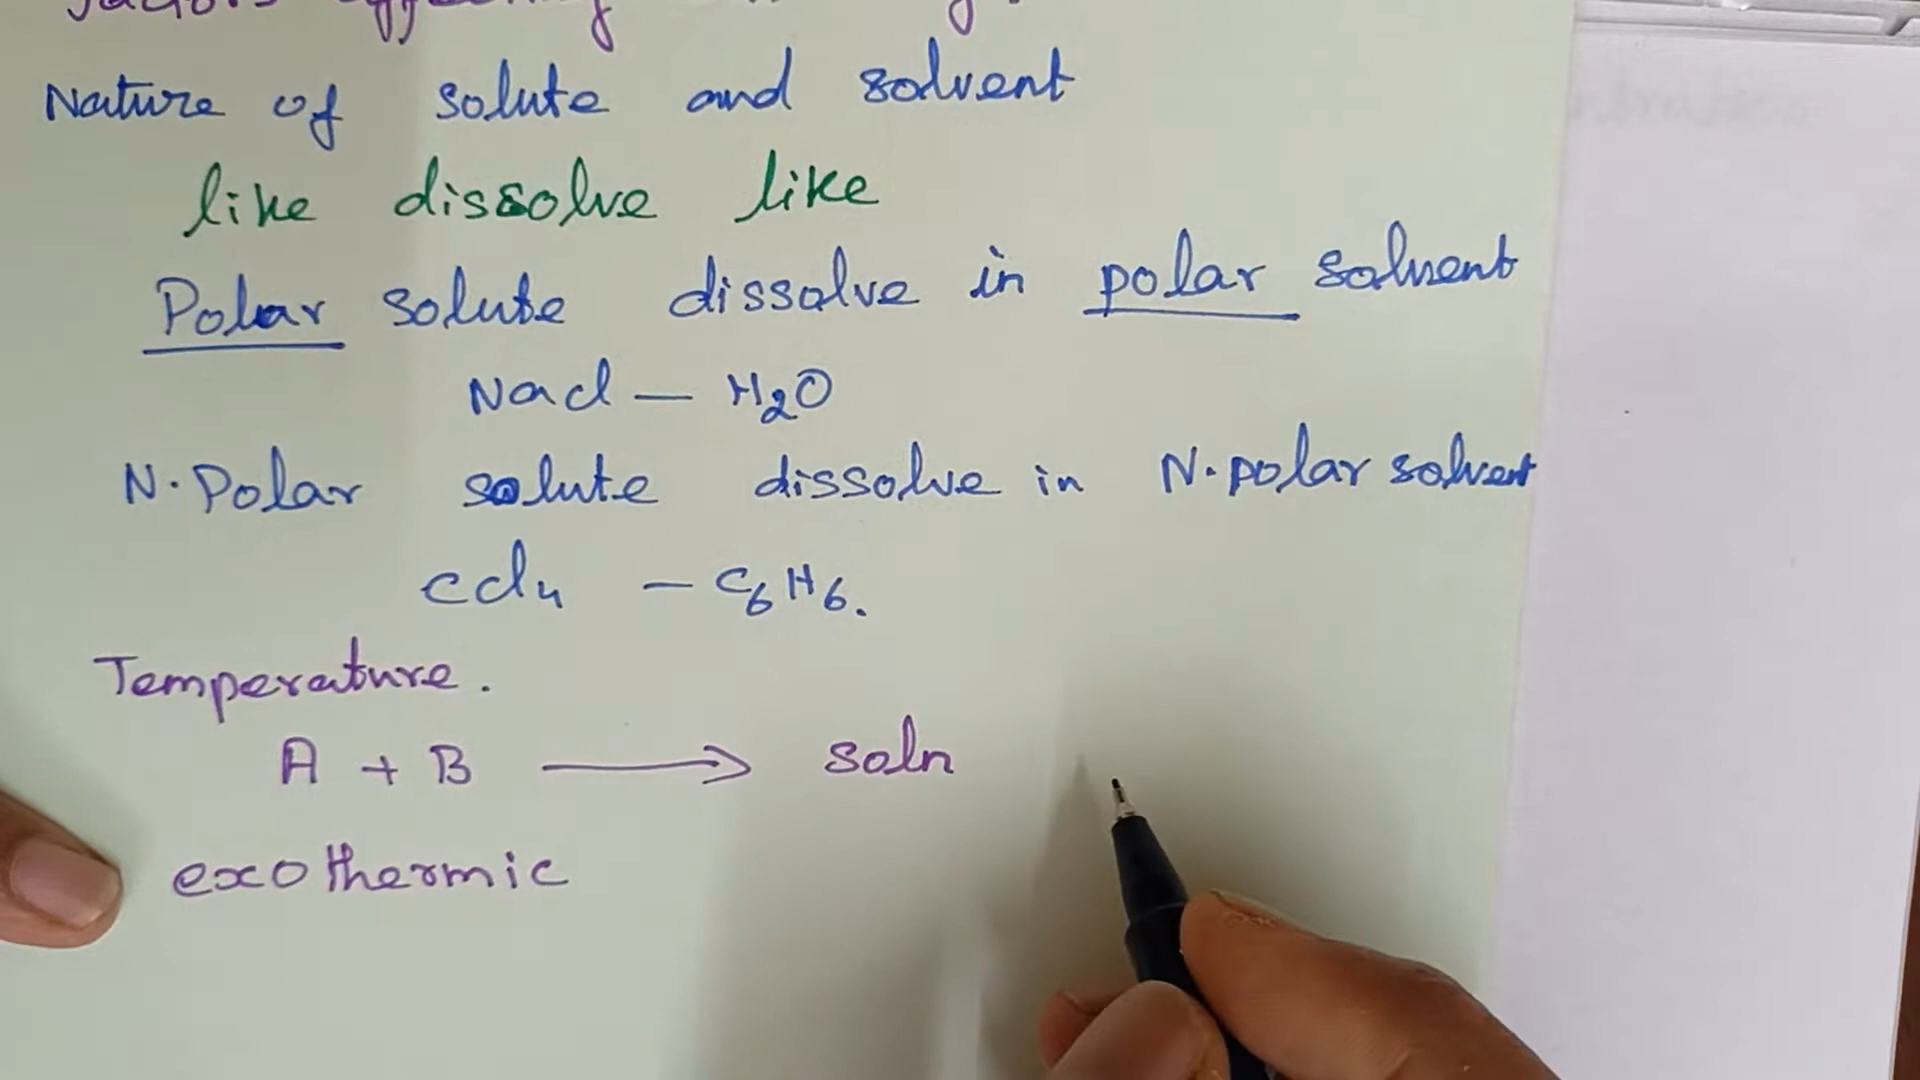 Nature of solute and solvent
like dissolve like
Polar solute dissolve in polar solvent
Nacl — H₂O
N.Polar solute dissolve in N.polar solvent
ccl₄ — C₆H₆.
Temperature.
A + B ⟶ soln
exothermic